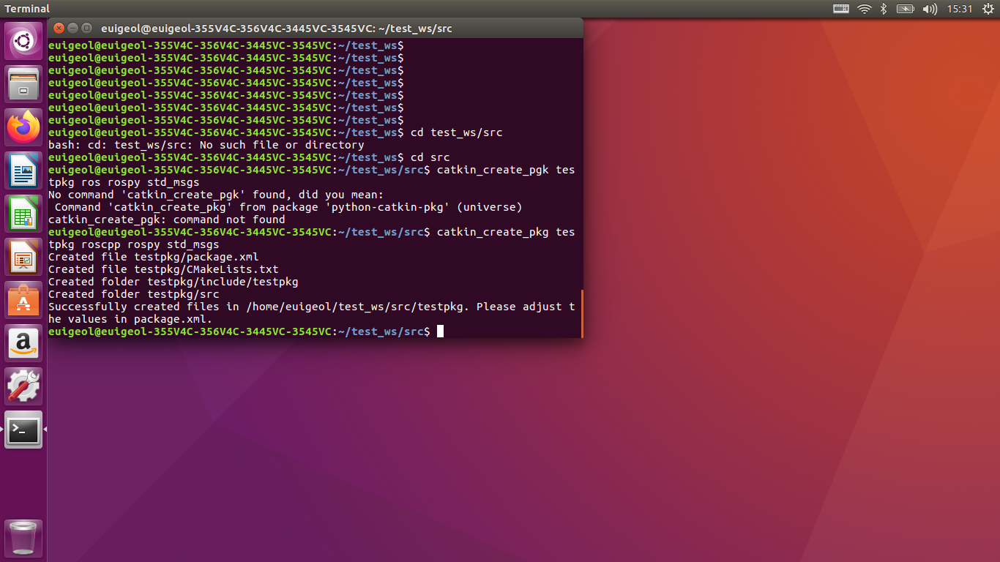 Terminal
15:31
euigeol@euigeol-355V4C-356V4C-3445VC-3545VC: ~/test_ws/src
euigeol@euigeol-355V4C-356V4C-3445VC-3545VC:~/test_ws$
euigeol@euigeol-355V4C-356V4C-3445VC-3545VC:~/test_ws$
euigeol@euigeol-355V4C-356V4C-3445VC-3545VC:~/test_ws$
euigeol@euigeol-355V4C-356V4C-3445VC-3545VC:~/test_ws$
euigeol@euigeol-355V4C-356V4C-3445VC-3545VC:~/test_ws$
euigeol@euigeol-355V4C-356V4C-3445VC-3545VC:~/test_ws$
euigeol@euigeol-355V4C-356V4C-3445VC-3545VC:~/test_ws$
euigeol@euigeol-355V4C-356V4C-3445VC-3545VC:~/test_ws$ cd test_ws/src
bash: cd: test_ws/src: No such file or directory
euigeol@euigeol-355V4C-356V4C-3445VC-3545VC:~/test_ws$ cd src
euigeol@euigeol-355V4C-356V4C-3445VC-3545VC:~/test_ws/src$ catkin_create_pgk tes
tpkg ros rospy std_msgs
No command 'catkin_create_pgk' found, did you mean:
 Command 'catkin_create_pkg' from package 'python-catkin-pkg' (universe)
catkin_create_pgk: command not found
euigeol@euigeol-355V4C-356V4C-3445VC-3545VC:~/test_ws/src$ catkin_create_pkg tes
tpkg roscpp rospy std_msgs
Created file testpkg/package.xml
Created file testpkg/CMakeLists.txt
Created folder testpkg/include/testpkg
Created folder testpkg/src
Successfully created files in /home/euigeol/test_ws/src/testpkg. Please adjust t
he values in package.xml.
euigeol@euigeol-355V4C-356V4C-3445VC-3545VC:~/test_ws/src$